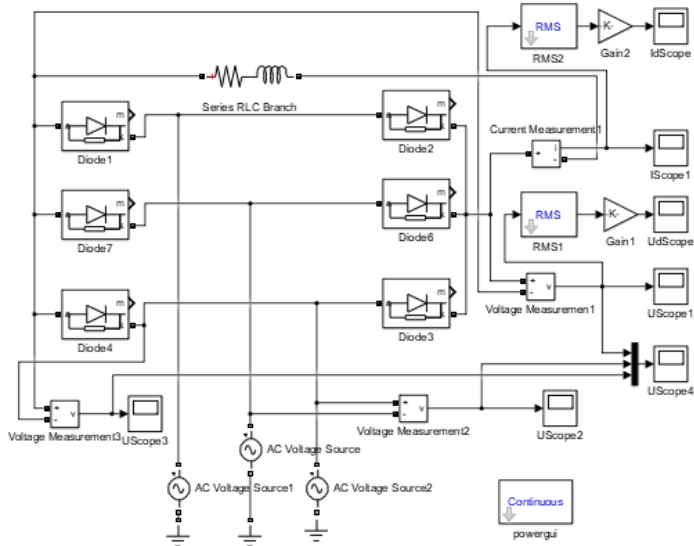 RMS
K-
RMS2
Gain2
IdScope
Series RLC Branch
m
a
k
Diode1
m
a
k
Diode2
Current Measurement1
+
i
-
IScope1
m
a
k
Diode7
m
a
k
Diode6
RMS
K-
RMS1
Gain1
UdScope
m
a
k
Diode4
m
a
k
Diode3
+
v
-
Voltage Measuremen1
UScope1
UScope4
+
v
-
Voltage Measurement3
UScope3
+
v
-
Voltage Measurement2
UScope2
AC Voltage Source
AC Voltage Source1
AC Voltage Source2
Continuous
powergui